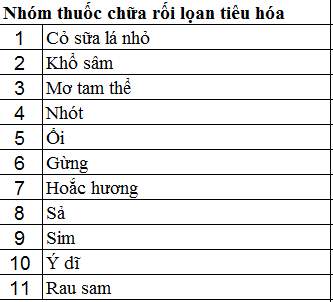 Nhóm thuốc chữa rối lọan tiêu hóa
1 Cỏ sữa lá nhỏ
2 Khổ sâm
3 Mơ tam thể
4 Nhót
5 Ổi
6 Gừng
7 Hoắc hương
8 Sả
9 Sim
10 Ý dĩ
11 Rau sam